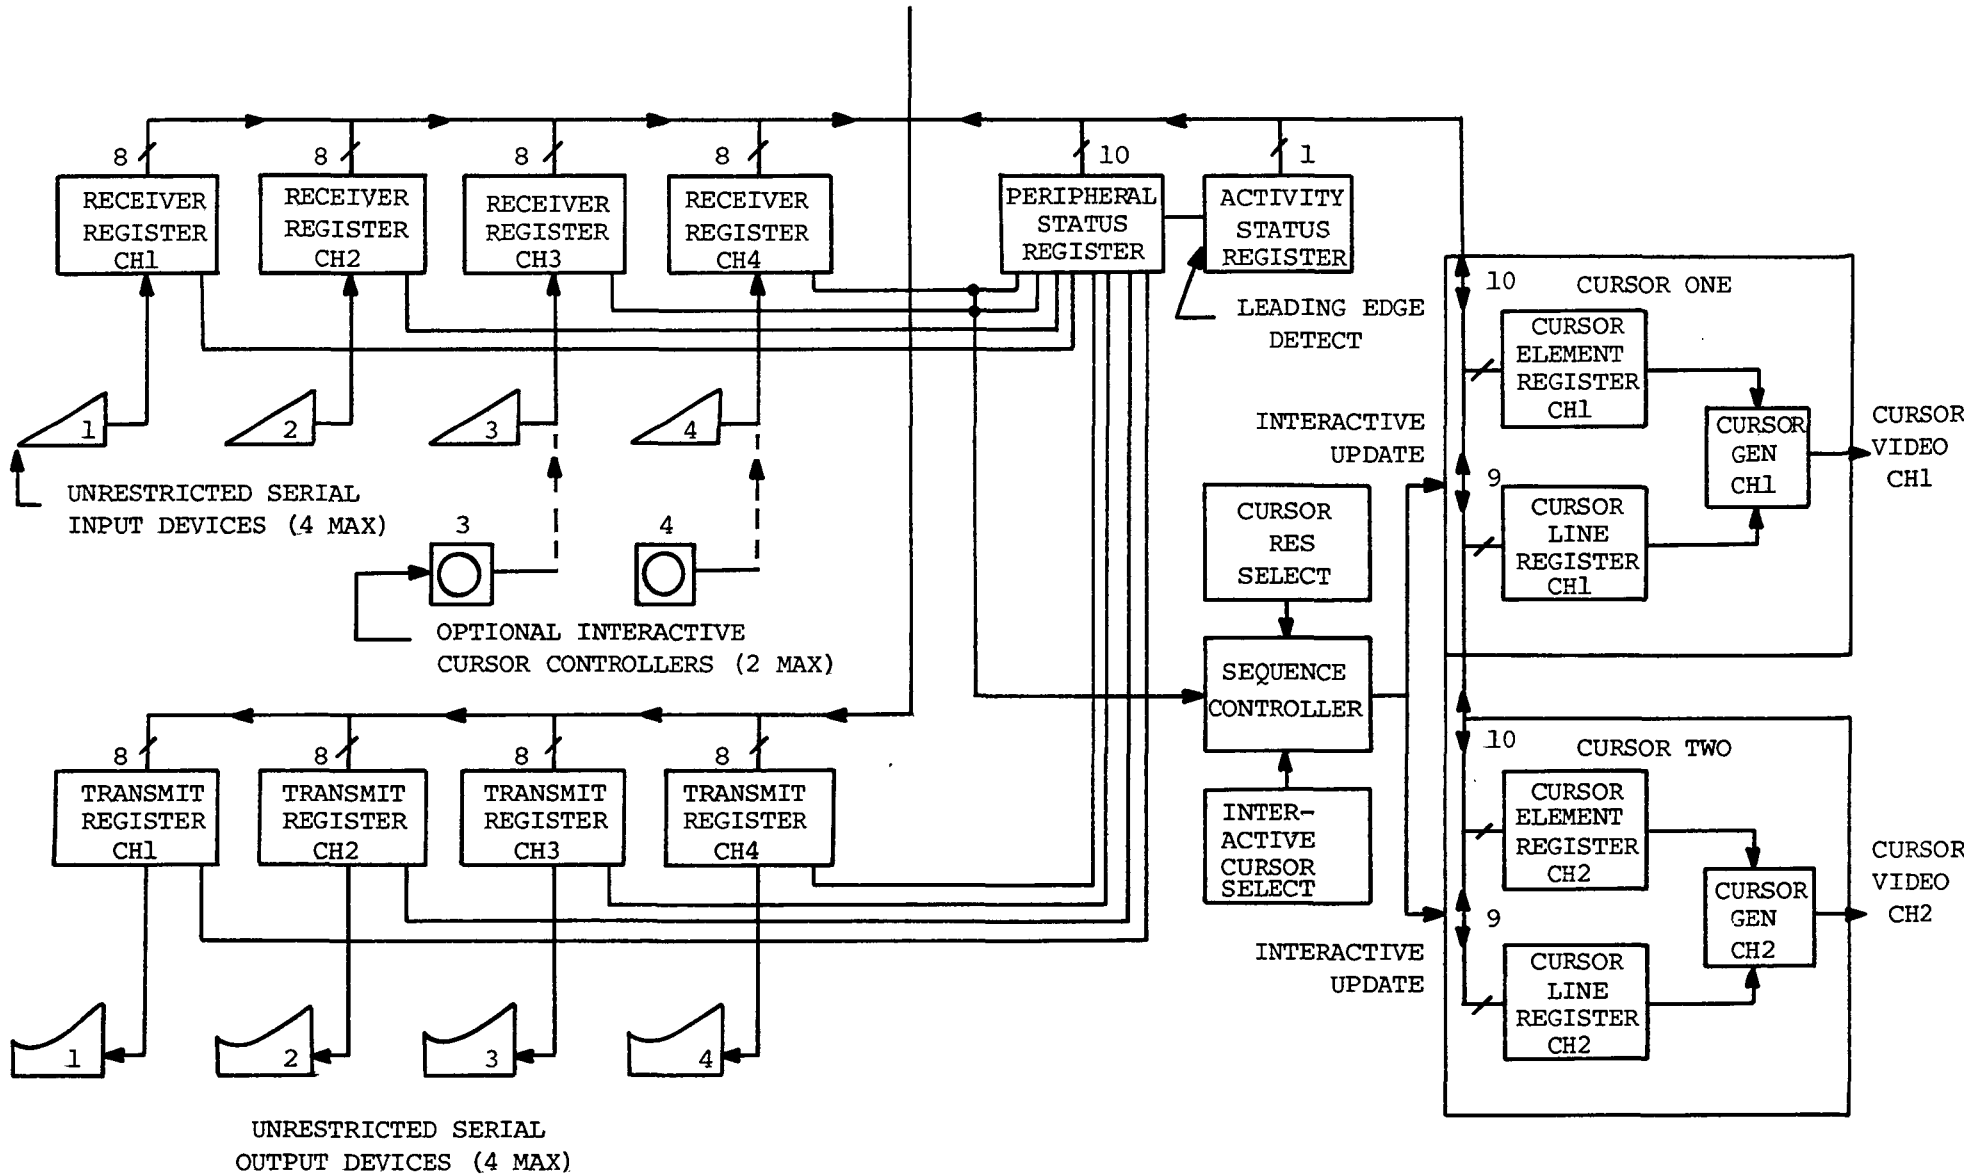 8
8
8
8
10
1
RECEIVER
REGISTER
CH1
RECEIVER
REGISTER
CH2
RECEIVER
REGISTER
CH3
RECEIVER
REGISTER
CH4
PERIPHERAL
STATUS
REGISTER
ACTIVITY
STATUS
REGISTER
LEADING EDGE
DETECT
1
2
3
4
UNRESTRICTED SERIAL
INPUT DEVICES (4 MAX)
3
4
OPTIONAL INTERACTIVE
CURSOR CONTROLLERS (2 MAX)
INTERACTIVE
UPDATE
CURSOR
RES
SELECT
SEQUENCE
CONTROLLER
INTER-
ACTIVE
CURSOR
SELECT
INTERACTIVE
UPDATE
10
CURSOR ONE
CURSOR
ELEMENT
REGISTER
CH1
9
CURSOR
LINE
REGISTER
CH1
CURSOR
GEN
CH1
CURSOR
VIDEO
CH1
10
CURSOR TWO
CURSOR
ELEMENT
REGISTER
CH2
9
CURSOR
LINE
REGISTER
CH2
CURSOR
GEN
CH2
CURSOR
VIDEO
CH2
8
8
8
8
TRANSMIT
REGISTER
CH1
TRANSMIT
REGISTER
CH2
TRANSMIT
REGISTER
CH3
TRANSMIT
REGISTER
CH4
1
2
3
4
UNRESTRICTED SERIAL
OUTPUT DEVICES (4 MAX)